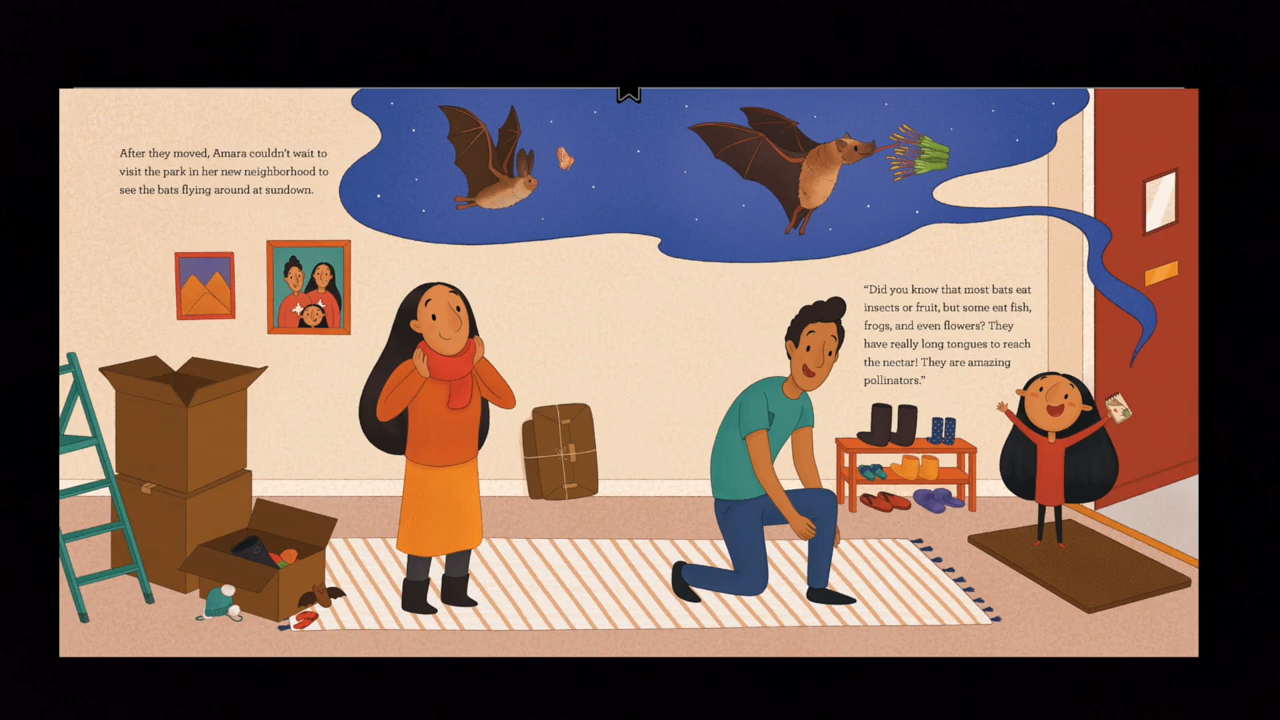 After they moved, Amara couldn't wait to
visit the park in her new neighborhood to
see the bats flying around at sundown.
“Did you know that most bats eat
insects or fruit, but some eat fish,
frogs, and even flowers? They
have really long tongues to reach
the nectar! They are amazing
pollinators.”